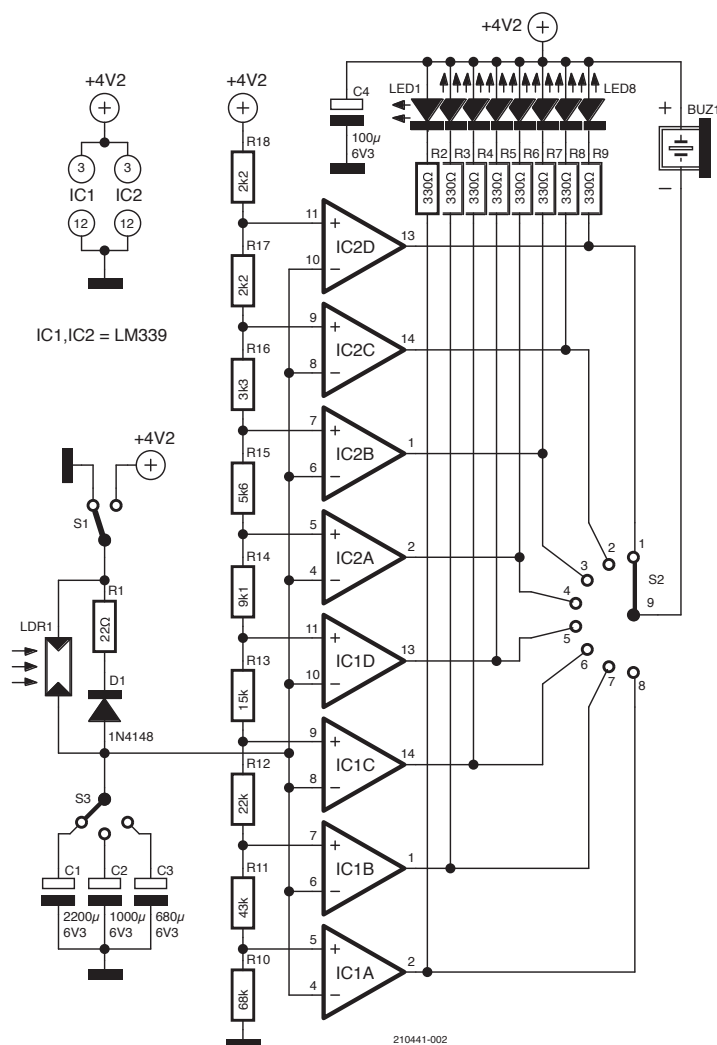 +4V2
+4V2
+4V2
C4
100µ
6V3
LED1
LED8
+
BUZ1
–
R2 R3 R4 R5 R6 R7 R8 R9
330Ω 330Ω 330Ω 330Ω 330Ω 330Ω 330Ω 330Ω
3 3
IC1 IC2
12 12
IC1,IC2 = LM339
R18
2k2
11 +
10 –
IC2D
13
R17
2k2
9 +
8 –
IC2C
14
R16
3k3
7 +
6 –
IC2B
1
R15
5k6
5 +
4 –
IC2A
2
R14
9k1
11 +
10 –
IC1D
13
R13
15k
9 +
8 –
IC1C
14
R12
22k
7 +
6 –
IC1B
1
R11
43k
5 +
4 –
IC1A
2
R10
68k
+4V2
S1
R1
22Ω
LDR1
D1
1N4148
S3
C1 C2 C3
2200µ 1000µ 680µ
6V3 6V3 6V3
1
2
3
4
5
6
7
8
9
S2
210441-002